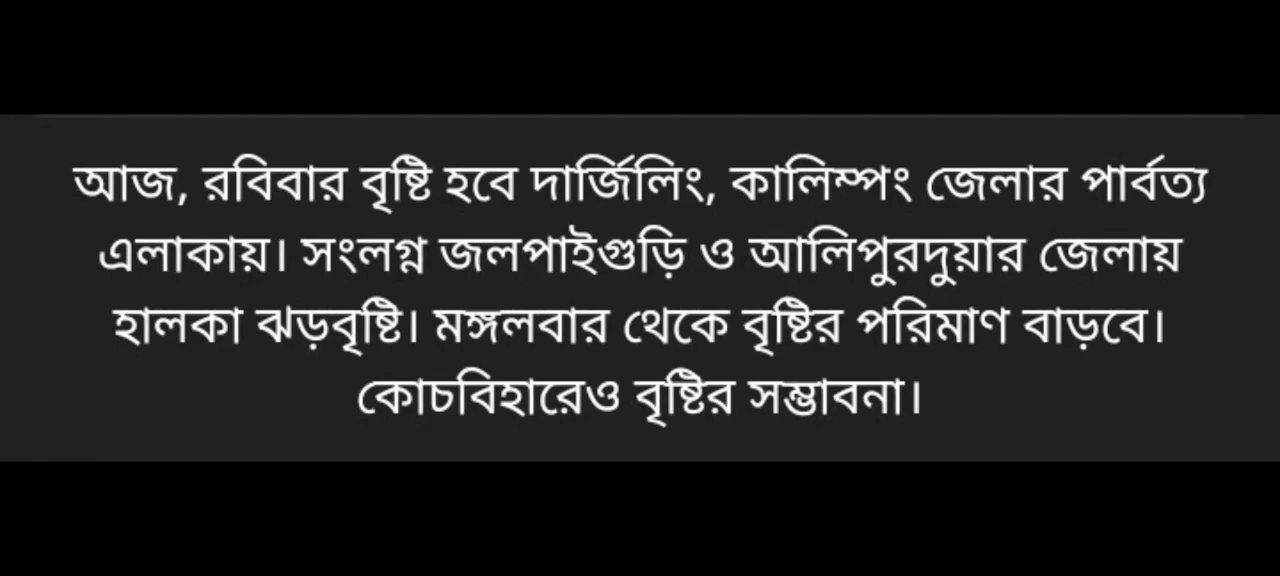 আজ, রবিবার বৃষ্টি হবে দার্জিলিং, কালিম্পং জেলার পার্বত্য
এলাকায়। সংলগ্ন জলপাইগুড়ি ও আলিপুরদুয়ার জেলায়
হালকা ঝড়বৃষ্টি। মঙ্গলবার থেকে বৃষ্টির পরিমাণ বাড়বে।
কোচবিহারেও বৃষ্টির সম্ভাবনা।